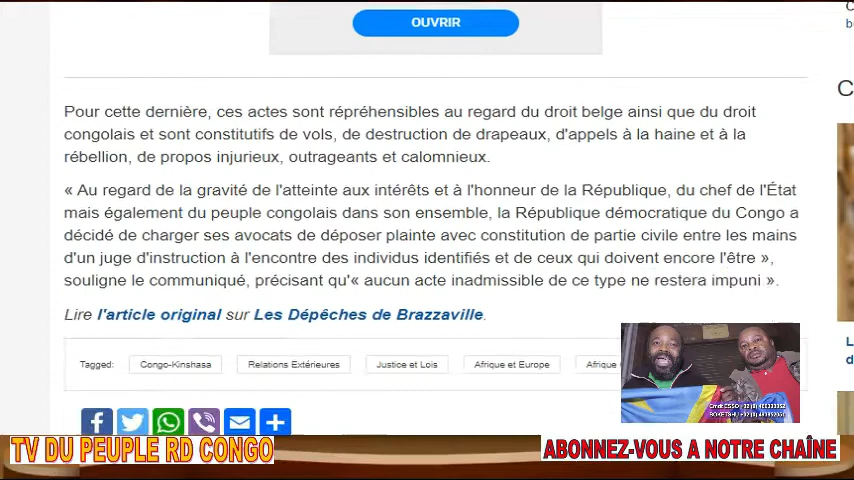 OUVRIR
C
b
Pour cette dernière, ces actes sont répréhensibles au regard du droit belge ainsi que du droit
congolais et sont constitutifs de vols, de destruction de drapeaux, d'appels à la haine et à la
rébellion, de propos injurieux, outrageants et calomnieux.
C
« Au regard de la gravité de l'atteinte aux intérêts et à l'honneur de la République, du chef de l'État
mais également du peuple congolais dans son ensemble, la République démocratique du Congo a
décidé de charger ses avocats de déposer plainte avec constitution de partie civile entre les mains
d'un juge d'instruction à l'encontre des individus identifiés et de ceux qui doivent encore l'être »,
souligne le communiqué, précisant qu'« aucun acte inadmissible de ce type ne restera impuni ».
Lire l'article original sur Les Dépêches de Brazzaville.
L
d
Tagged: Congo-Kinshasa Relations Extérieures Justice et Lois Afrique et Europe Afrique
TV DU PEUPLE RD CONGO
ABONNEZ-VOUS A NOTRE CHAÎNE